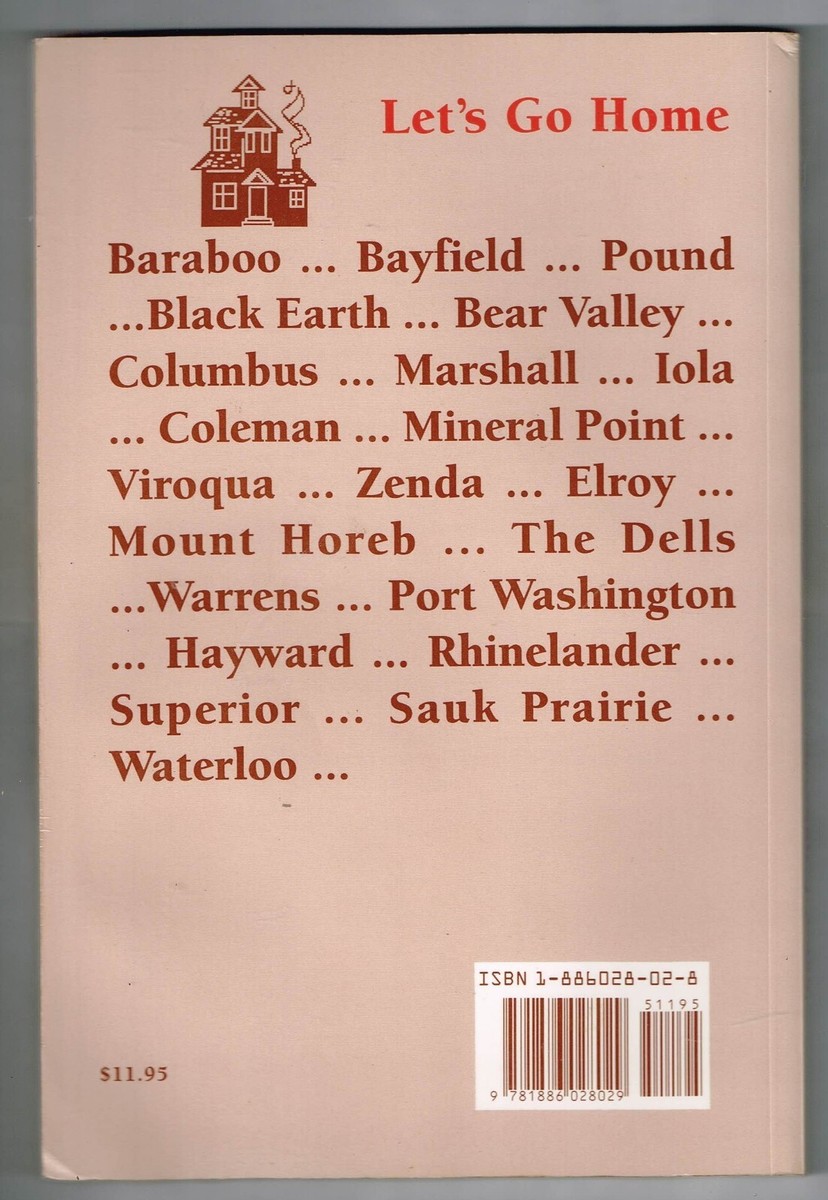 Let's Go Home
Baraboo ... Bayfield ... Pound
...Black Earth ... Bear Valley ...
Columbus ... Marshall ... Iola
... Coleman ... Mineral Point ...
Viroqua ... Zenda ... Elroy ...
Mount Horeb ... The Dells
...Warrens ... Port Washington
... Hayward ... Rhinelander ...
Superior ... Sauk Prairie ...
Waterloo ...
ISBN 1-886028-02-8
51195
9 781886 028029
$11.95